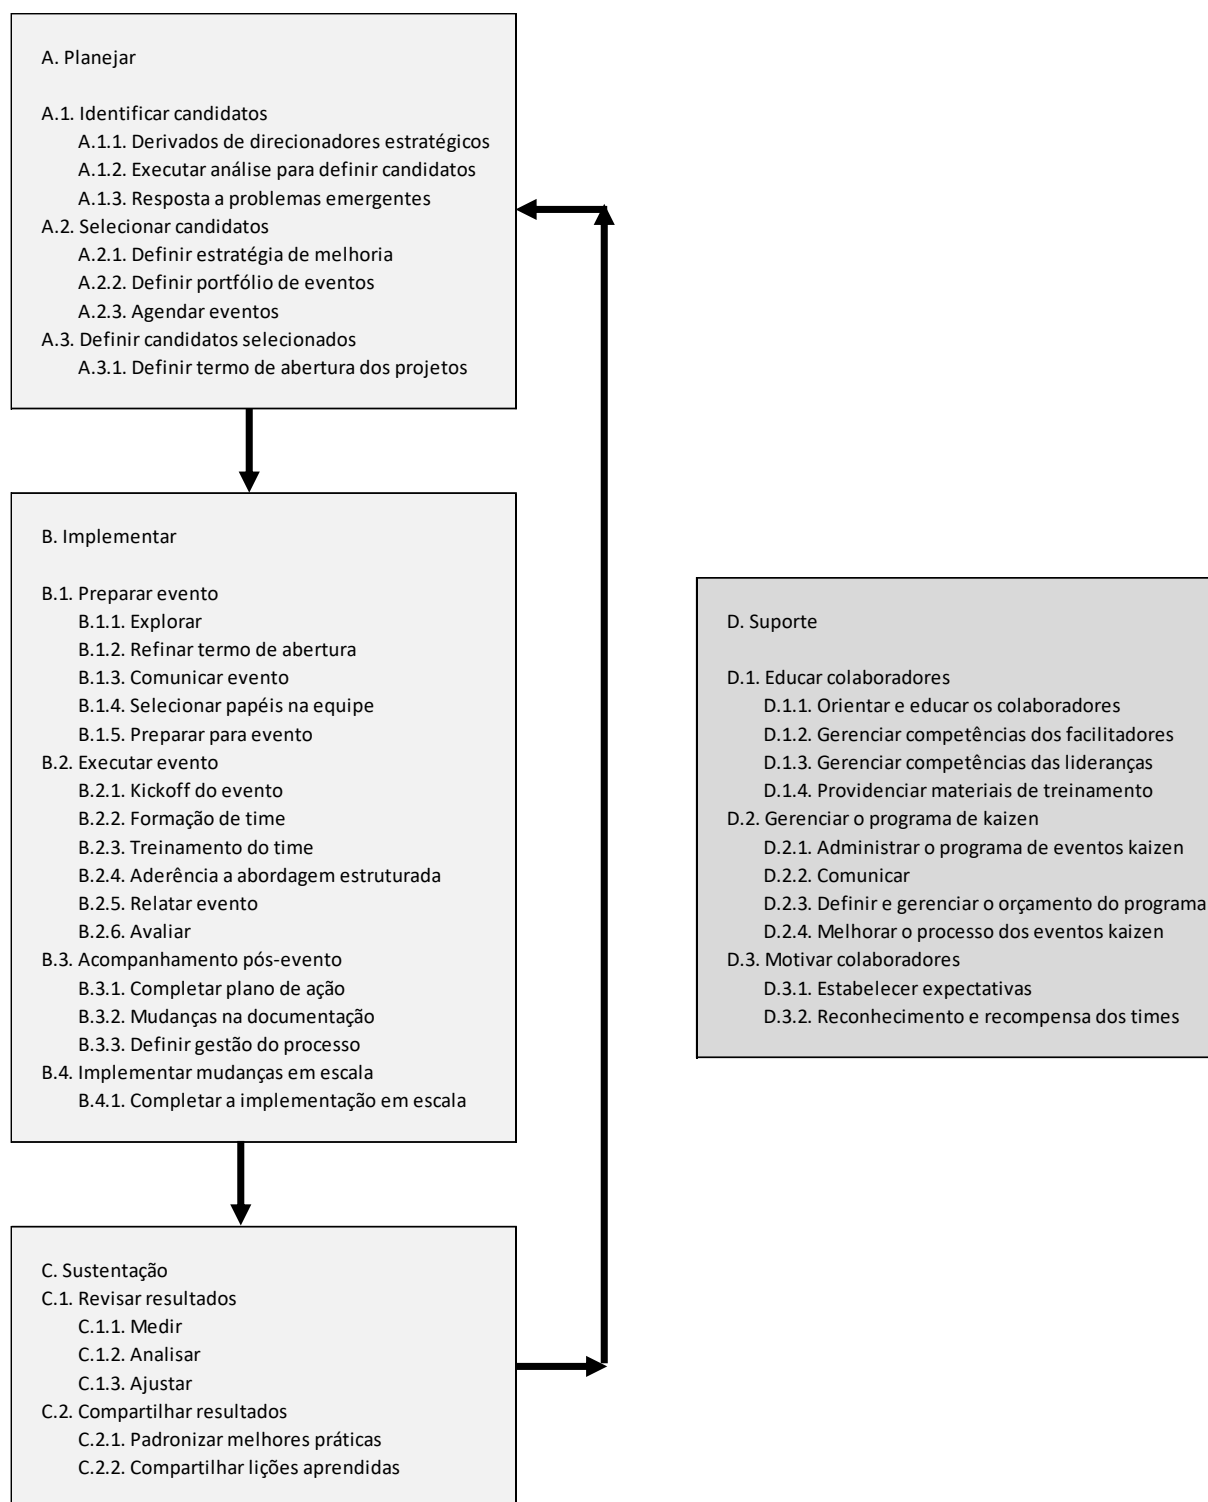 A. Planejar
A.1. Identificar candidatos
A.1.1. Derivados de direcionadores estratégicos
A.1.2. Executar análise para definir candidatos
A.1.3. Resposta a problemas emergentes
A.2. Selecionar candidatos
A.2.1. Definir estratégia de melhoria
A.2.2. Definir portfólio de eventos
A.2.3. Agendar eventos
A.3. Definir candidatos selecionados
A.3.1. Definir termo de abertura dos projetos
B. Implementar
B.1. Preparar evento
B.1.1. Explorar
B.1.2. Refinar termo de abertura
B.1.3. Comunicar evento
B.1.4. Selecionar papéis na equipe
B.1.5. Preparar para evento
B.2. Executar evento
B.2.1. Kickoff do evento
B.2.2. Formação de time
B.2.3. Treinamento do time
B.2.4. Aderência a abordagem estruturada
B.2.5. Relatar evento
B.2.6. Avaliar
B.3. Acompanhamento pós-evento
B.3.1. Completar plano de ação
B.3.2. Mudanças na documentação
B.3.3. Definir gestão do processo
B.4. Implementar mudanças em escala
B.4.1. Completar a implementação em escala
C. Sustentação
C.1. Revisar resultados
C.1.1. Medir
C.1.2. Analisar
C.1.3. Ajustar
C.2. Compartilhar resultados
C.2.1. Padronizar melhores práticas
C.2.2. Compartilhar lições aprendidas
D. Suporte
D.1. Educar colaboradores
D.1.1. Orientar e educar os colaboradores
D.1.2. Gerenciar competências dos facilitadores
D.1.3. Gerenciar competências das lideranças
D.1.4. Providenciar materiais de treinamento
D.2. Gerenciar o programa de kaizen
D.2.1. Administrar o programa de eventos kaizen
D.2.2. Comunicar
D.2.3. Definir e gerenciar o orçamento do programa
D.2.4. Melhorar o processo dos eventos kaizen
D.3. Motivar colaboradores
D.3.1. Estabelecer expectativas
D.3.2. Reconhecimento e recompensa dos times